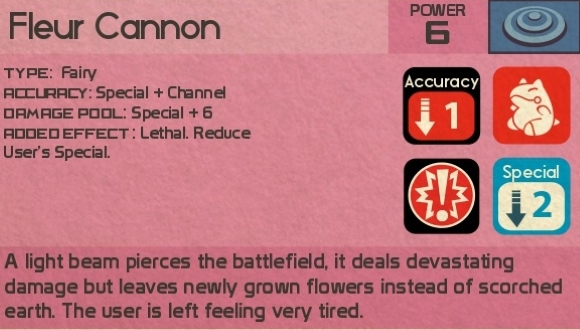 Fleur Cannon
POWER
6
TYPE: Fairy
ACCURACY: Special + Channel
DAMAGE POOL: Special + 6
ADDED EFFECT: Lethal. Reduce
User's Special.
Accuracy
1
Special
2
A light beam pierces the battlefield, it deals devastating
damage but leaves newly grown flowers instead of scorched
earth. The user is left feeling very tired.